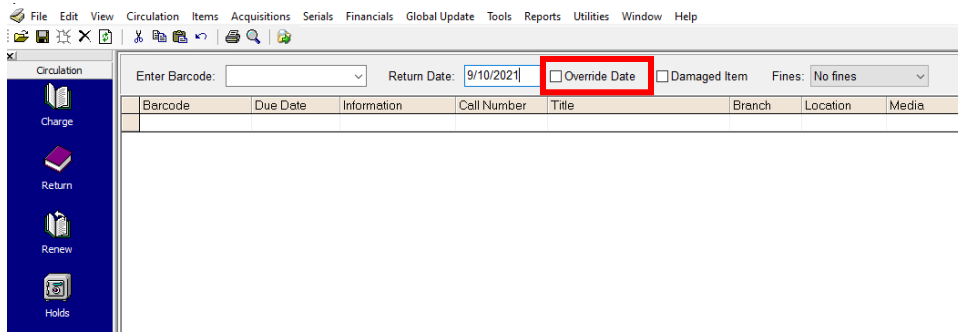 File Edit View Circulation Items Acquisitions Serials Financials Global Update Tools Reports Utilities Window Help
Circulation
Enter Barcode: Return Date: 9/10/2021 Override Date Damaged Item Fines: No fines
Barcode Due Date Information Call Number Title Branch Location Media
Charge
Return
Renew
Holds